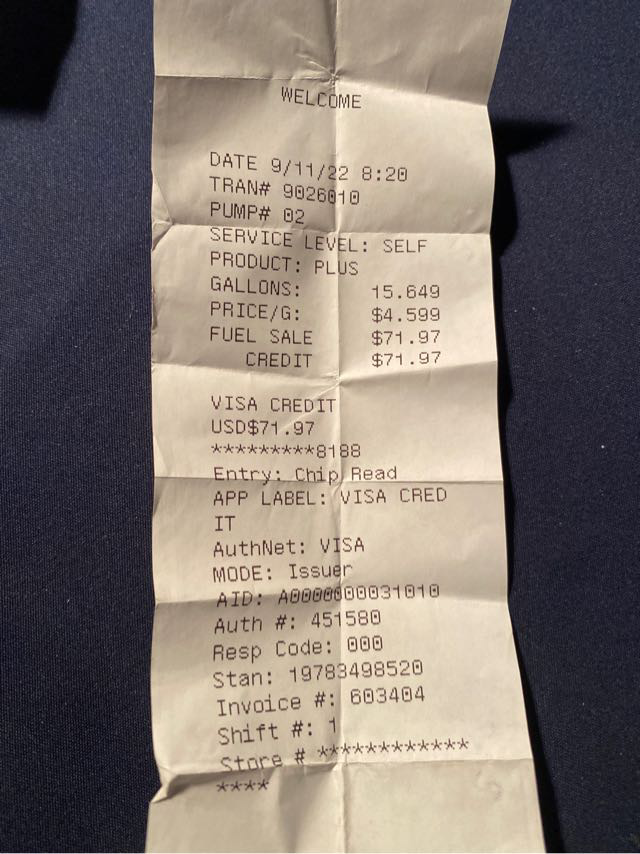 WELCOME
DATE 9/11/22 8:20
TRAN# 9026010
PUMP# 02
SERVICE LEVEL: SELF
PRODUCT: PLUS
GALLONS: 15.649
PRICE/G: $4.599
FUEL SALE $71.97
CREDIT $71.97
VISA CREDIT
USD$71.97
*********8188
Entry: Chip Read
APP LABEL: VISA CRED
IT
AuthNet: VISA
MODE: Issuer
AID: A0000000031010
Auth #: 451580
Resp Code: 000
Stan: 19783498520
Invoice #: 603404
Shift #: 1
Store # ************
****